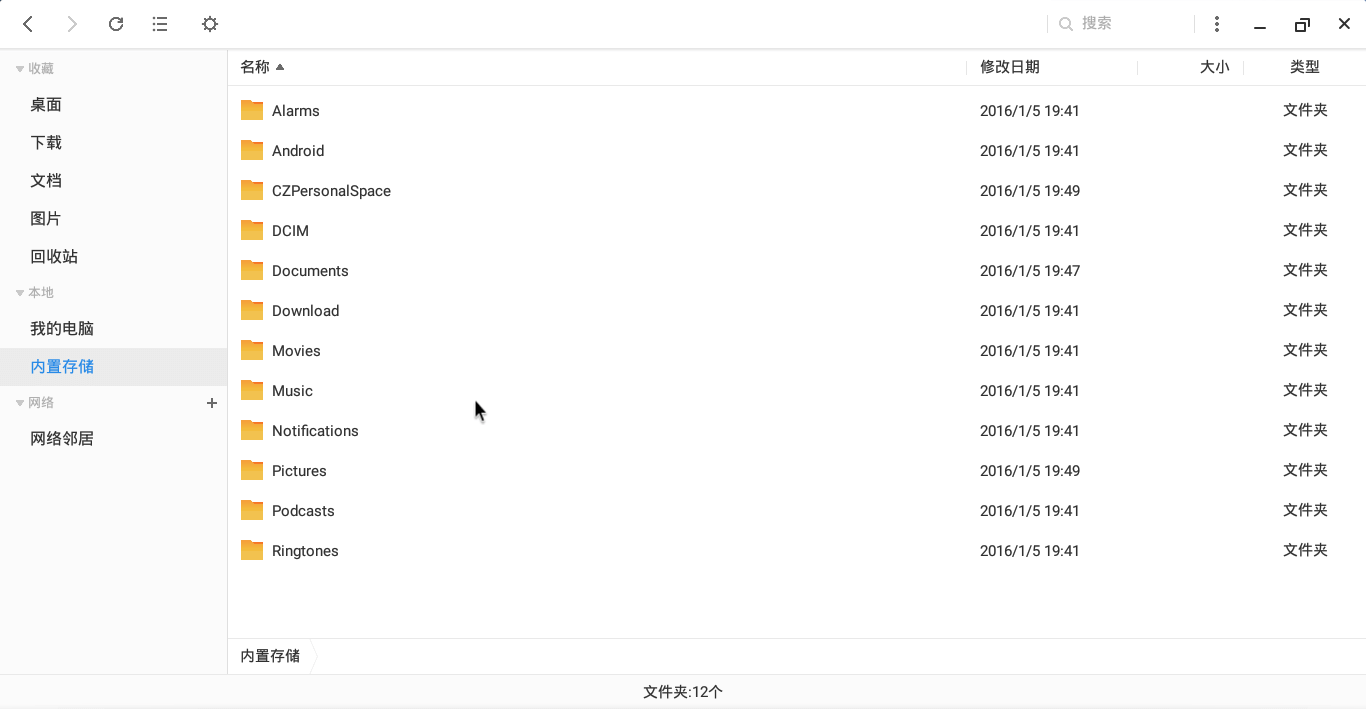 搜索
收藏
桌面
下载
文档
图片
回收站
本地
我的电脑
内置存储
网络
网络邻居
名称 修改日期 大小 类型
Alarms 2016/1/5 19:41 文件夹
Android 2016/1/5 19:41 文件夹
CZPersonalSpace 2016/1/5 19:49 文件夹
DCIM 2016/1/5 19:41 文件夹
Documents 2016/1/5 19:47 文件夹
Download 2016/1/5 19:41 文件夹
Movies 2016/1/5 19:41 文件夹
Music 2016/1/5 19:41 文件夹
Notifications 2016/1/5 19:41 文件夹
Pictures 2016/1/5 19:49 文件夹
Podcasts 2016/1/5 19:41 文件夹
Ringtones 2016/1/5 19:41 文件夹
内置存储
文件夹:12个